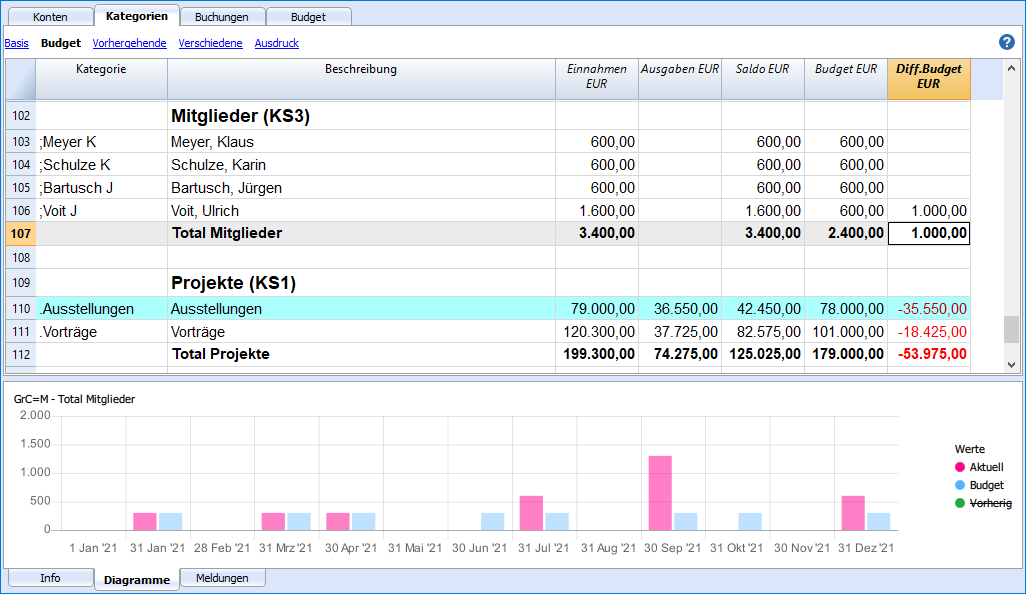 Konten Kategorien Buchungen Budget
Basis Budget Vorhergehende Verschiedene Ausdruck ?
Kategorie Beschreibung Einnahmen EUR Ausgaben EUR Saldo EUR Budget EUR Diff.Budget EUR
102 Mitglieder (KS3)
103 ;Meyer K Meyer, Klaus 600,00 600,00 600,00
104 ;Schulze K Schulze, Karin 600,00 600,00 600,00
105 ;Bartusch J Bartusch, Jürgen 600,00 600,00 600,00
106 ;Voit J Voit, Ulrich 1.600,00 1.600,00 600,00 1.000,00
107 Total Mitglieder 3.400,00 3.400,00 2.400,00 1.000,00
108
109 Projekte (KS1)
110 .Ausstellungen Ausstellungen 79.000,00 36.550,00 42.450,00 78.000,00 -35.550,00
111 .Vorträge Vorträge 120.300,00 37.725,00 82.575,00 101.000,00 -18.425,00
112 Total Projekte 199.300,00 74.275,00 125.025,00 179.000,00 -53.975,00
GrC=M - Total Mitglieder
2.000
1.500
1.000
500
0
1 Jan '21 31 Jan '21 28 Feb '21 31 Mrz '21 30 Apr '21 31 Mai '21 30 Jun '21 31 Jul '21 31 Aug '21 30 Sep '21 31 Okt '21 30 Nov '21 31 Dez '21
Werte
Aktuell
Budget
Vorherig
Info Diagramme Meldungen